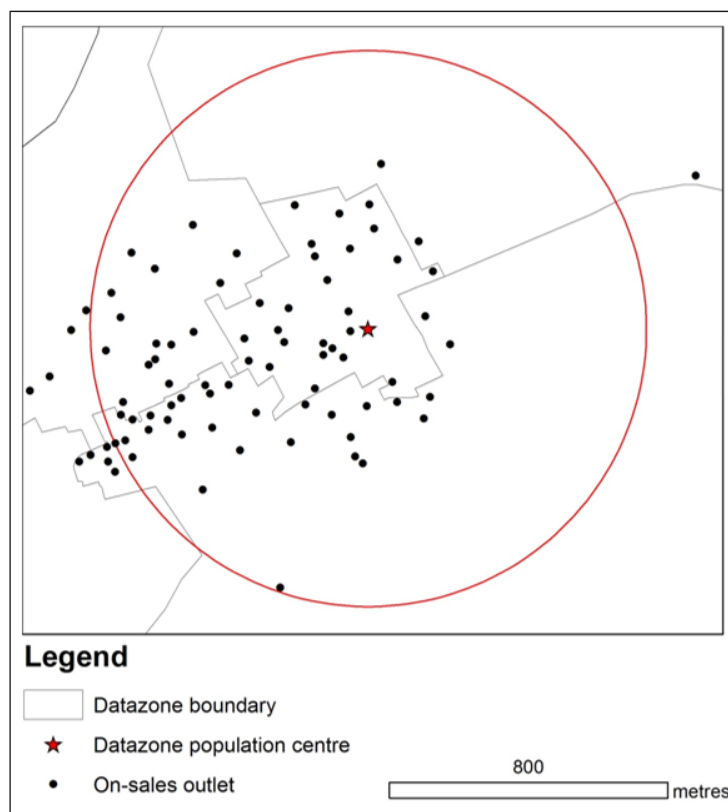 Legend
Datazone boundary
Datazone population centre
On-sales outlet
800
metres